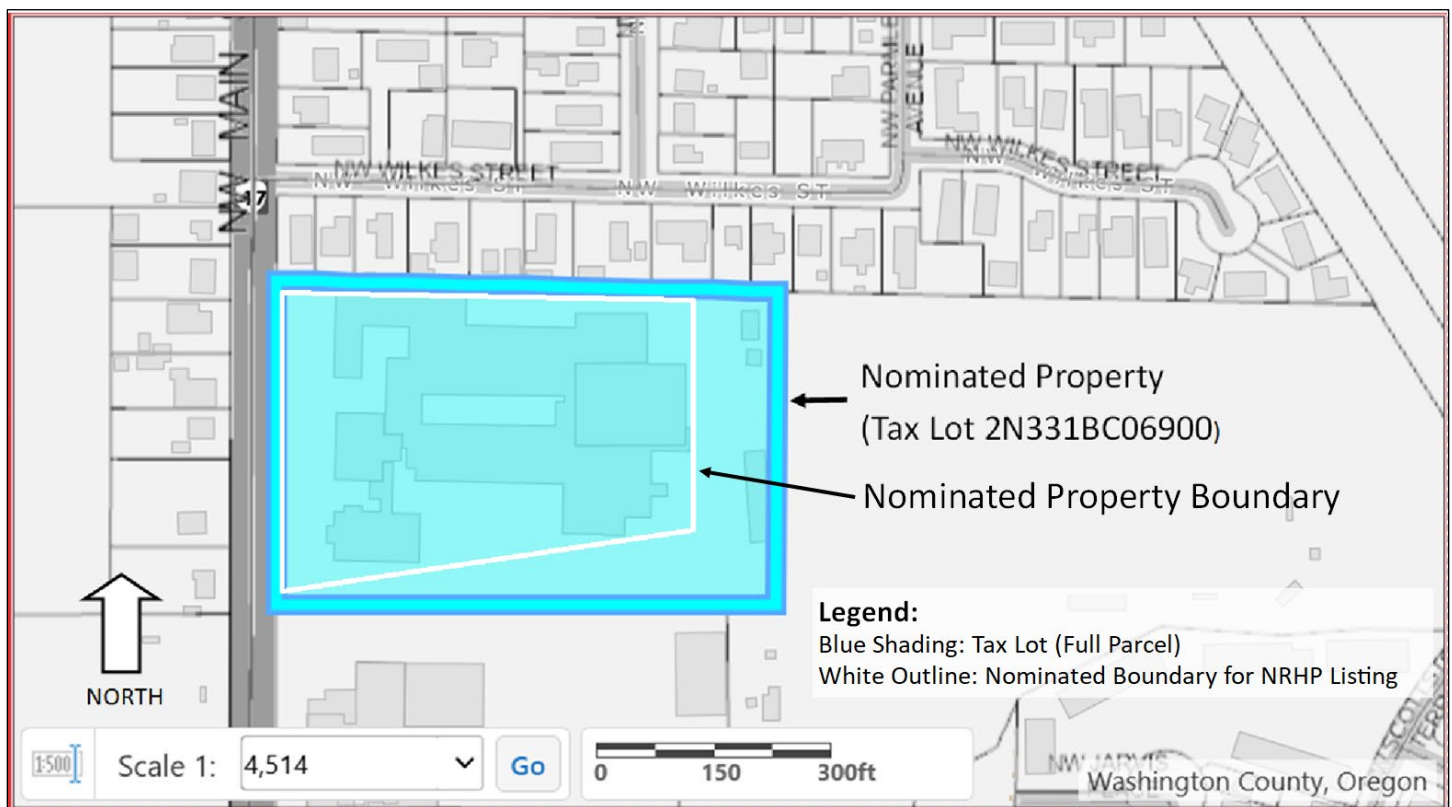 NW MAIN
NW PARMLE
AVENUE
NW WILKES STREET
NW Wilkes ST
NW Wilkes ST
NW WILKES STREET
NW Wilkes ST
Nominated Property
(Tax Lot 2N331BC06900)
Nominated Property Boundary
Legend:
Blue Shading: Tax Lot (Full Parcel)
White Outline: Nominated Boundary for NRHP Listing
NORTH
1:500
Scale 1: 4,514 Go
0 150 300ft
NW JARVIS
Washington County, Oregon